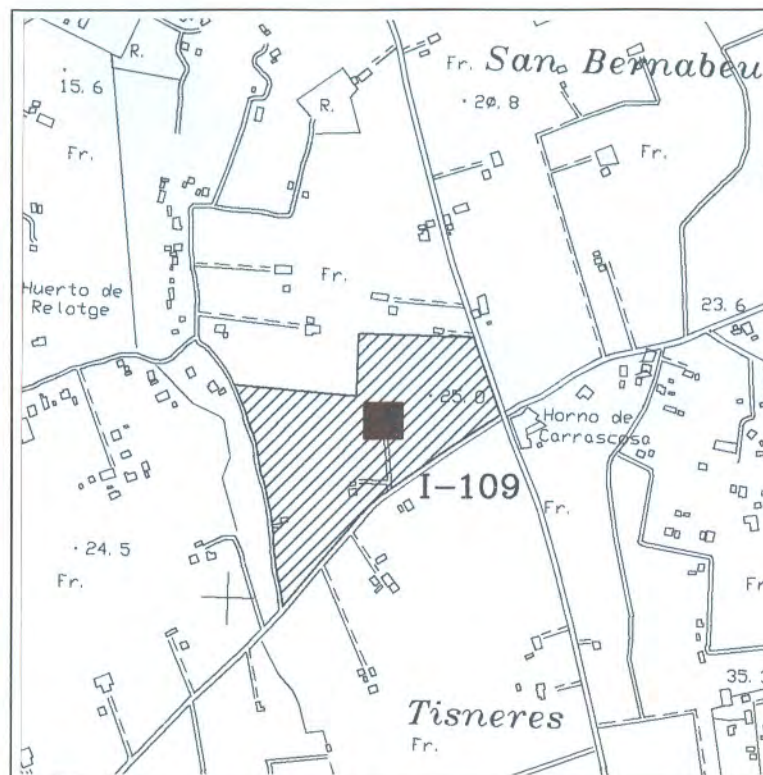 R.
Fr. San Bernabeu
15.6
R.
20.8
Fr.
Fr.
Fr.
Huerto de
Relotge
23.6
25.0
Horno de
Carrascosa
I-109
Fr.
24.5
Fr.
Fr
35.
Tisneres
Fr.